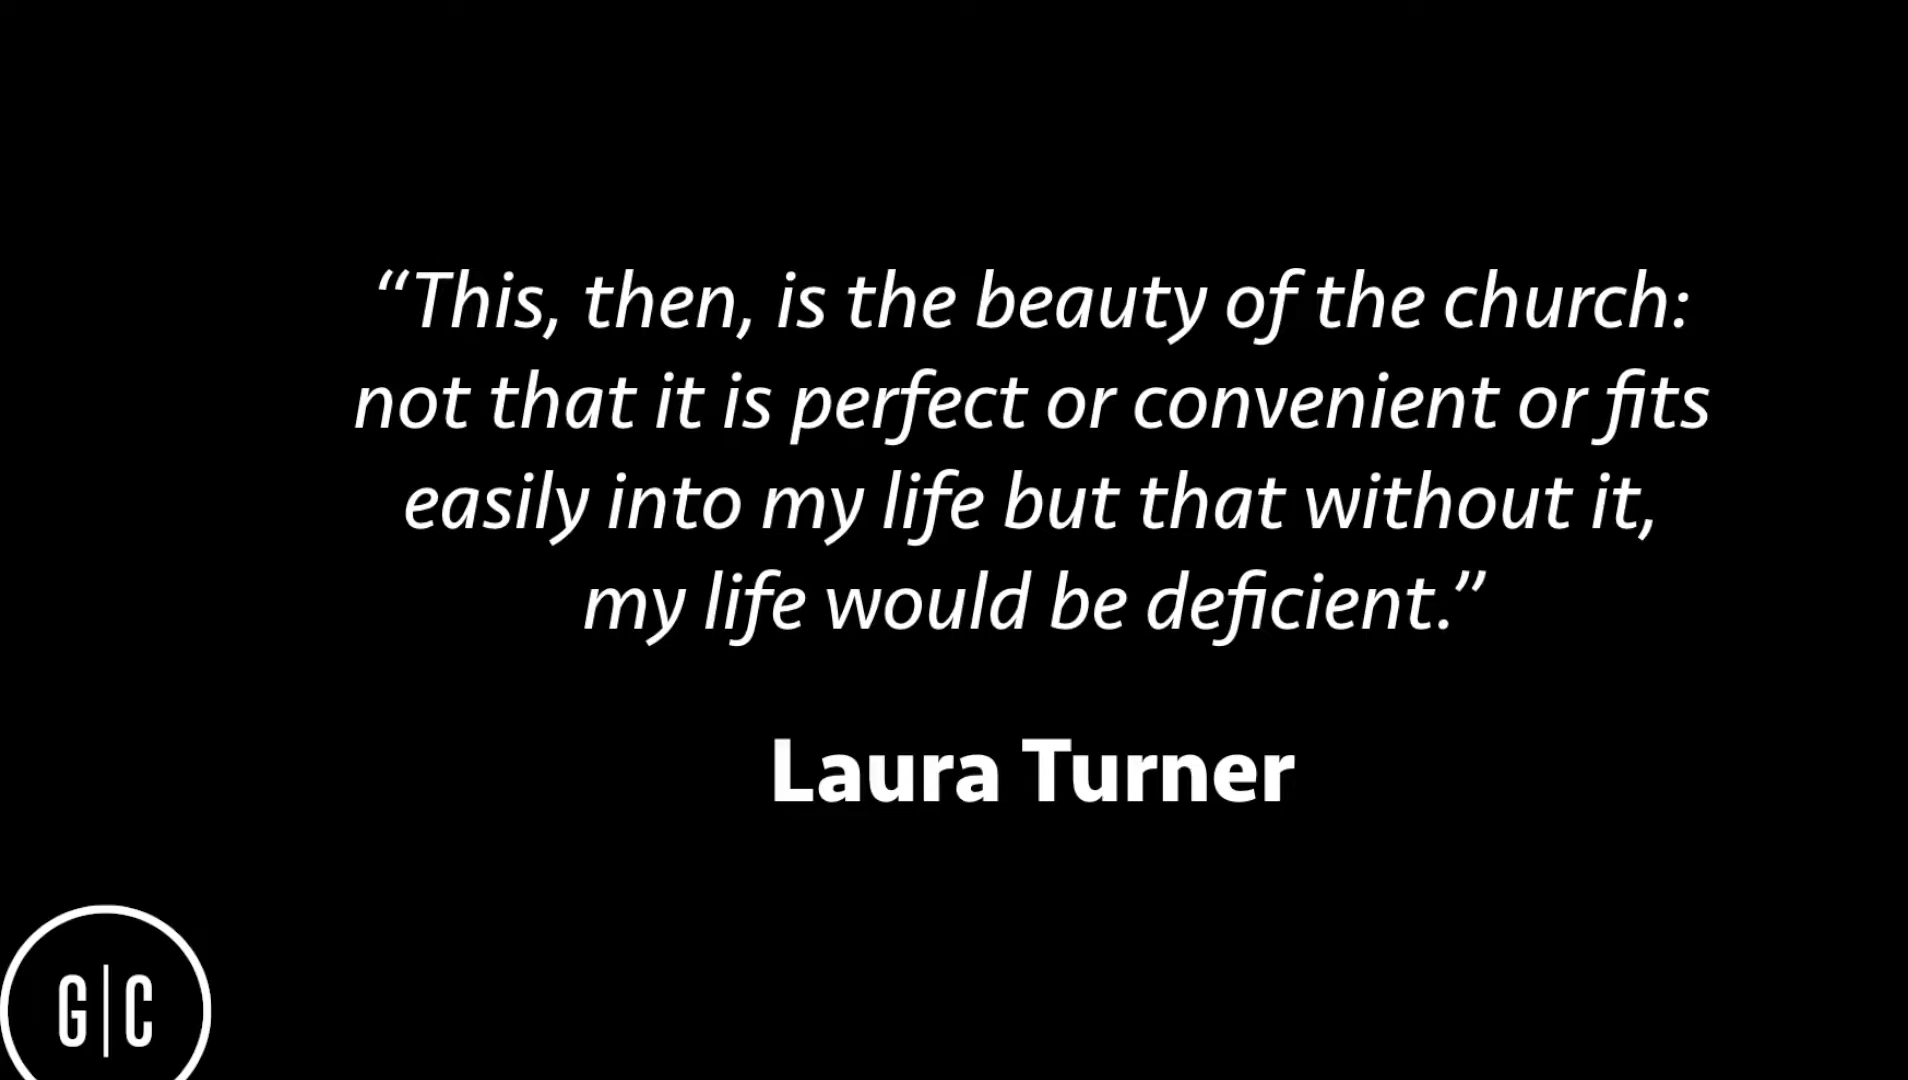 “This, then, is the beauty of the church:
not that it is perfect or convenient or fits
easily into my life but that without it,
my life would be deficient.”
Laura Turner
G|C